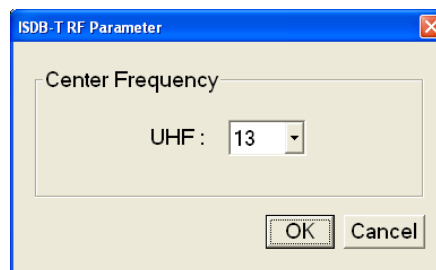 ISDB-T RF Parameter
Center Frequency
UHF : 13
OK Cancel